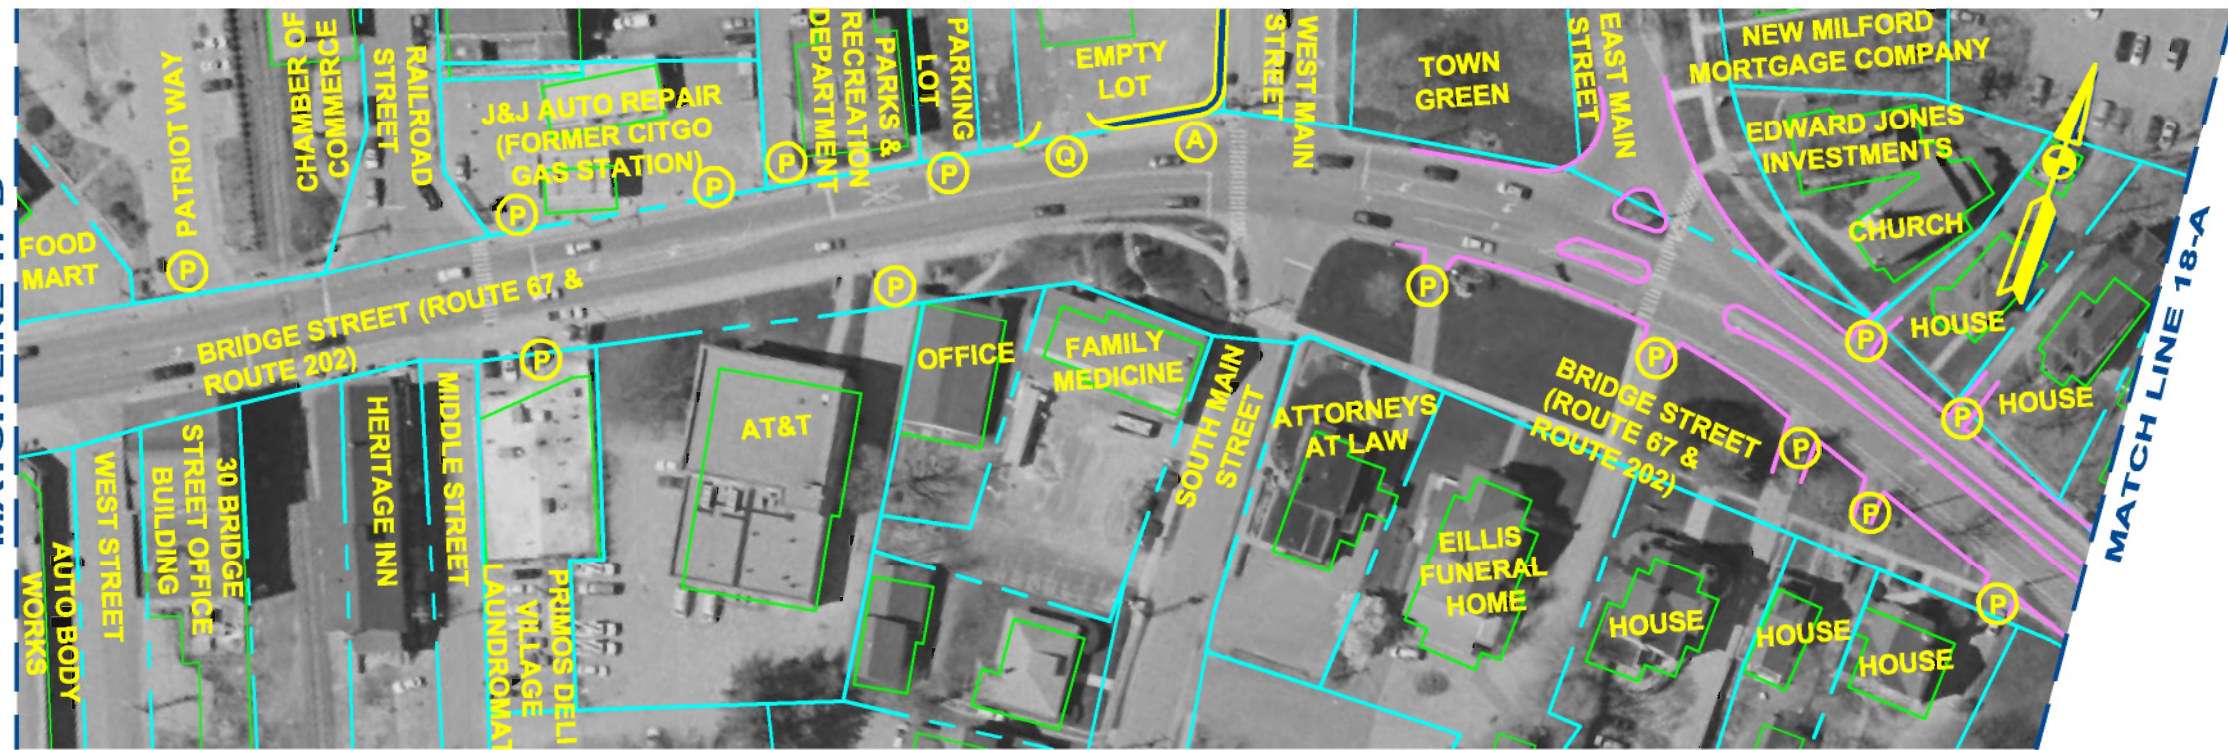 FOOD
MART
P
PATRIOT WAY
CHAMBER OF
COMMERCE
RAILROAD
STREET
J&J AUTO REPAIR
(FORMER CITGO
GAS STATION)
P
P
P
PARKS &
RECREATION
DEPARTMENT
PARKING
LOT
P
EMPTY
LOT
Q
A
WEST MAIN
STREET
TOWN
GREEN
EAST MAIN
STREET
NEW MILFORD
MORTGAGE COMPANY
EDWARD JONES
INVESTMENTS
CHURCH
HOUSE
HOUSE
P
P
MATCH LINE 18-A
BRIDGE STREET (ROUTE 67 &
ROUTE 202)
P
P
P
P
BRIDGE STREET
(ROUTE 67 &
ROUTE 202)
P
P
P
AUTO BODY
WORKS
WEST STREET
30 BRIDGE
STREET OFFICE
BUILDING
HERITAGE INN
MIDDLE STREET
PRIMOS DELI
VILLAGE
LAUNDROMAT
AT&T
OFFICE
FAMILY
MEDICINE
SOUTH MAIN
STREET
ATTORNEYS
AT LAW
EILLIS
FUNERAL
HOME
HOUSE
HOUSE
HOUSE